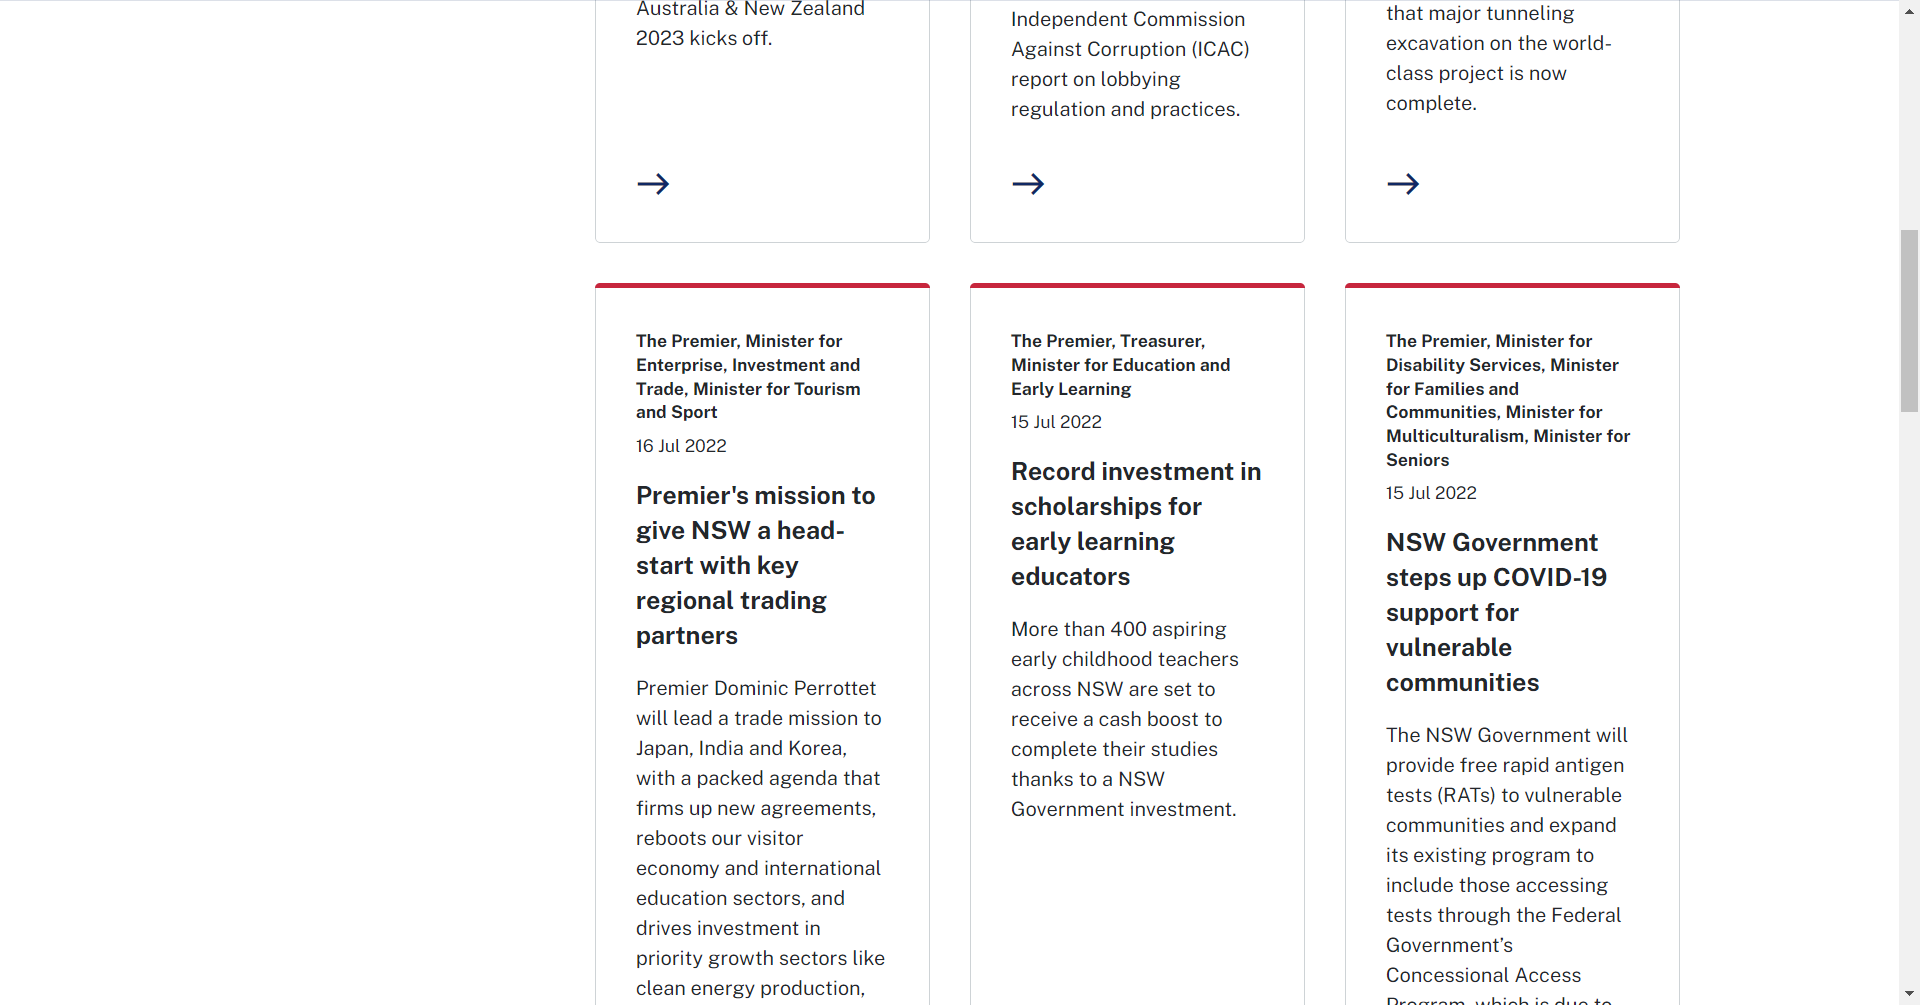 Australia & New Zealand
2023 kicks off.
Independent Commission
Against Corruption (ICAC)
report on lobbying
regulation and practices.
that major tunneling
excavation on the world-
class project is now
complete.
The Premier, Minister for
Enterprise, Investment and
Trade, Minister for Tourism
and Sport
16 Jul 2022
Premier's mission to
give NSW a head-
start with key
regional trading
partners
Premier Dominic Perrottet
will lead a trade mission to
Japan, India and Korea,
with a packed agenda that
firms up new agreements,
reboots our visitor
economy and international
education sectors, and
drives investment in
priority growth sectors like
clean energy production,
The Premier, Treasurer,
Minister for Education and
Early Learning
15 Jul 2022
Record investment in
scholarships for
early learning
educators
More than 400 aspiring
early childhood teachers
across NSW are set to
receive a cash boost to
complete their studies
thanks to a NSW
Government investment.
The Premier, Minister for
Disability Services, Minister
for Families and
Communities, Minister for
Multiculturalism, Minister for
Seniors
15 Jul 2022
NSW Government
steps up COVID-19
support for
vulnerable
communities
The NSW Government will
provide free rapid antigen
tests (RATs) to vulnerable
communities and expand
its existing program to
include those accessing
tests through the Federal
Government’s
Concessional Access
Program, which is due to